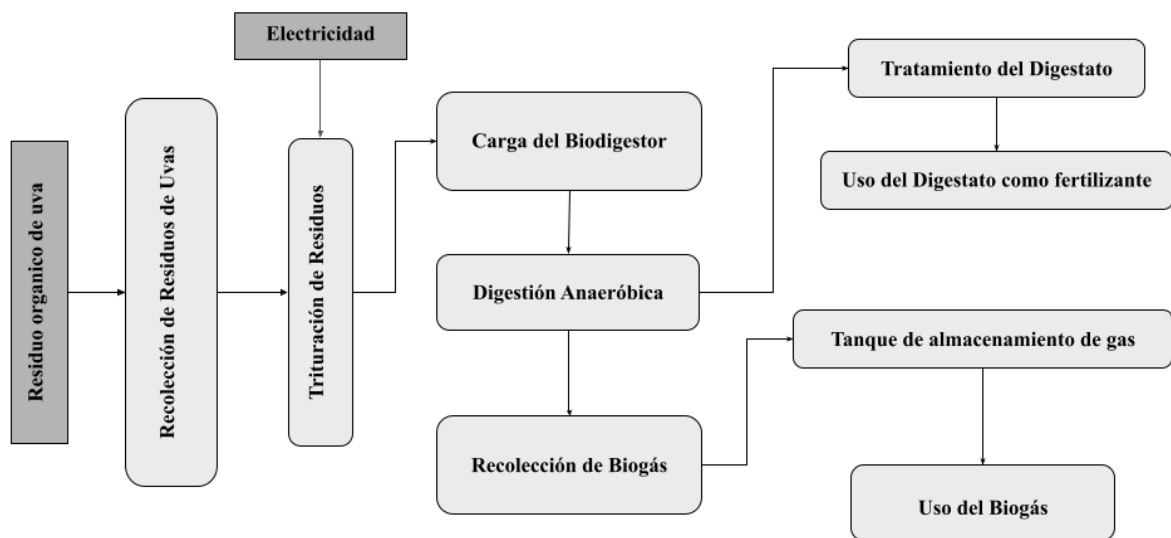 Electricidad
Residuo organico de uva
Recolección de Residuos de Uvas
Trituración de Residuos
Carga del Biodigestor
Digestión Anaeróbica
Recolección de Biogás
Tratamiento del Digestato
Uso del Digestato como fertilizante
Tanque de almacenamiento de gas
Uso del Biogás